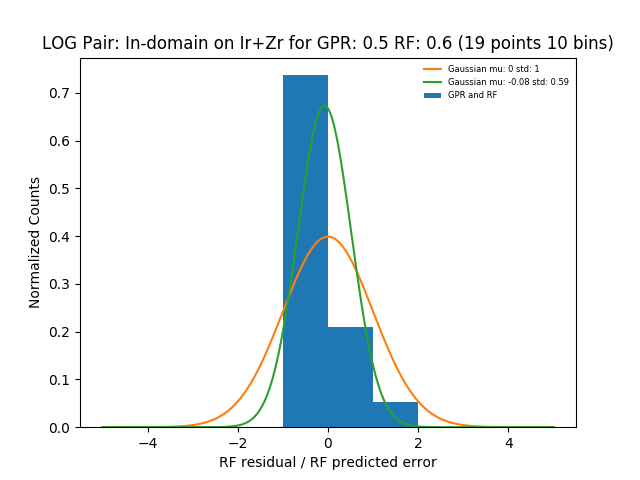 LOG Pair: In-domain on Ir+Zr for GPR: 0.5 RF: 0.6 (19 points 10 bins)
Gaussian mu: 0 std: 1
Gaussian mu: -0.08 std: 0.59
GPR and RF
Normalized Counts
0.7
0.6
0.5
0.4
0.3
0.2
0.1
0.0
−4 −2 0 2 4
RF residual / RF predicted error